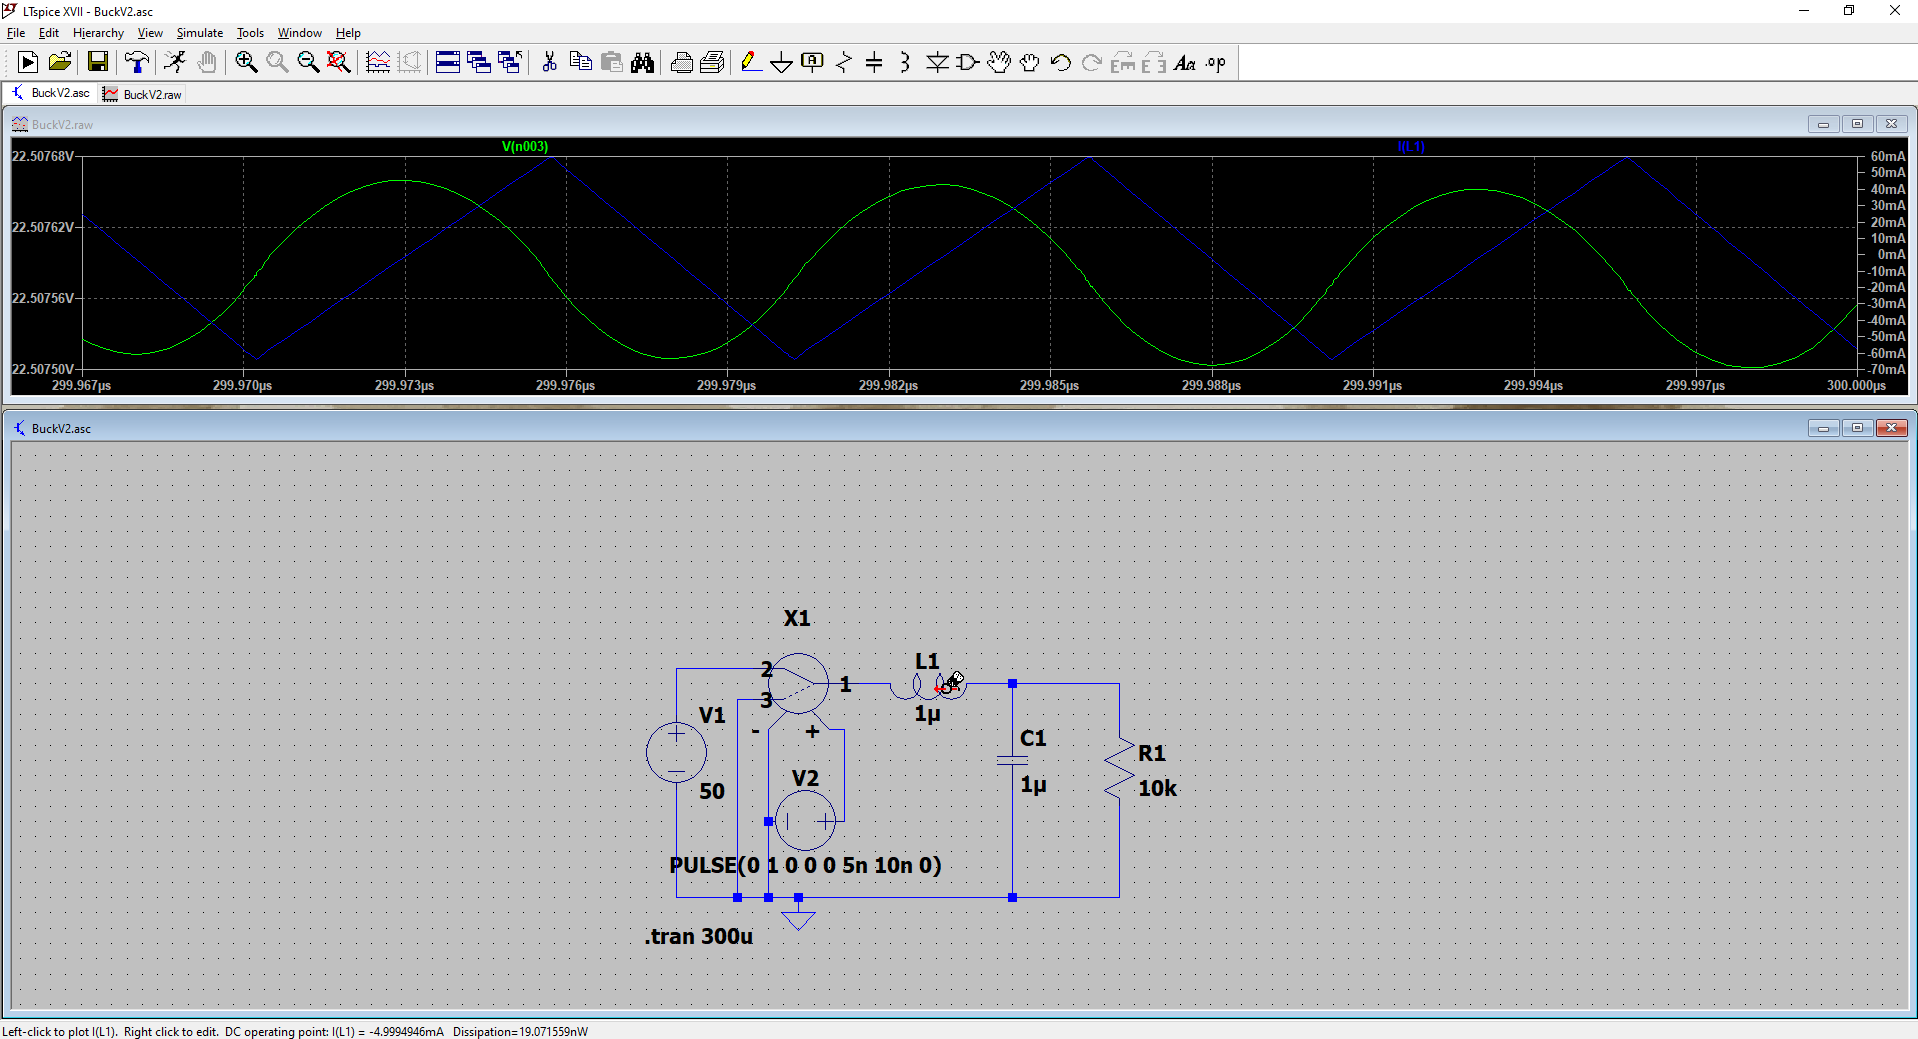 LTspice XVII - BuckV2.asc
File Edit Hierarchy View Simulate Tools Window Help
Aa .op
BuckV2.asc BuckV2.raw
BuckV2.raw
V(n003) I(L1)
22.50768V 60mA
50mA
40mA
30mA
22.50762V 20mA
10mA
0mA
-10mA
-20mA
22.50756V -30mA
-40mA
-50mA
-60mA
22.50750V -70mA
299.967µs 299.970µs 299.973µs 299.976µs 299.979µs 299.982µs 299.985µs 299.988µs 299.991µs 299.994µs 299.997µs 300.000µs
BuckV2.asc
X1
2
L1
1
3
1µ
V1
- +
C1
R1
V2
50
1µ
10k
PULSE(0 1 0 0 0 5n 10n 0)
.tran 300u
Left-click to plot I(L1). Right click to edit. DC operating point: I(L1) = -4.9994946mA Dissipation=19.071559nW